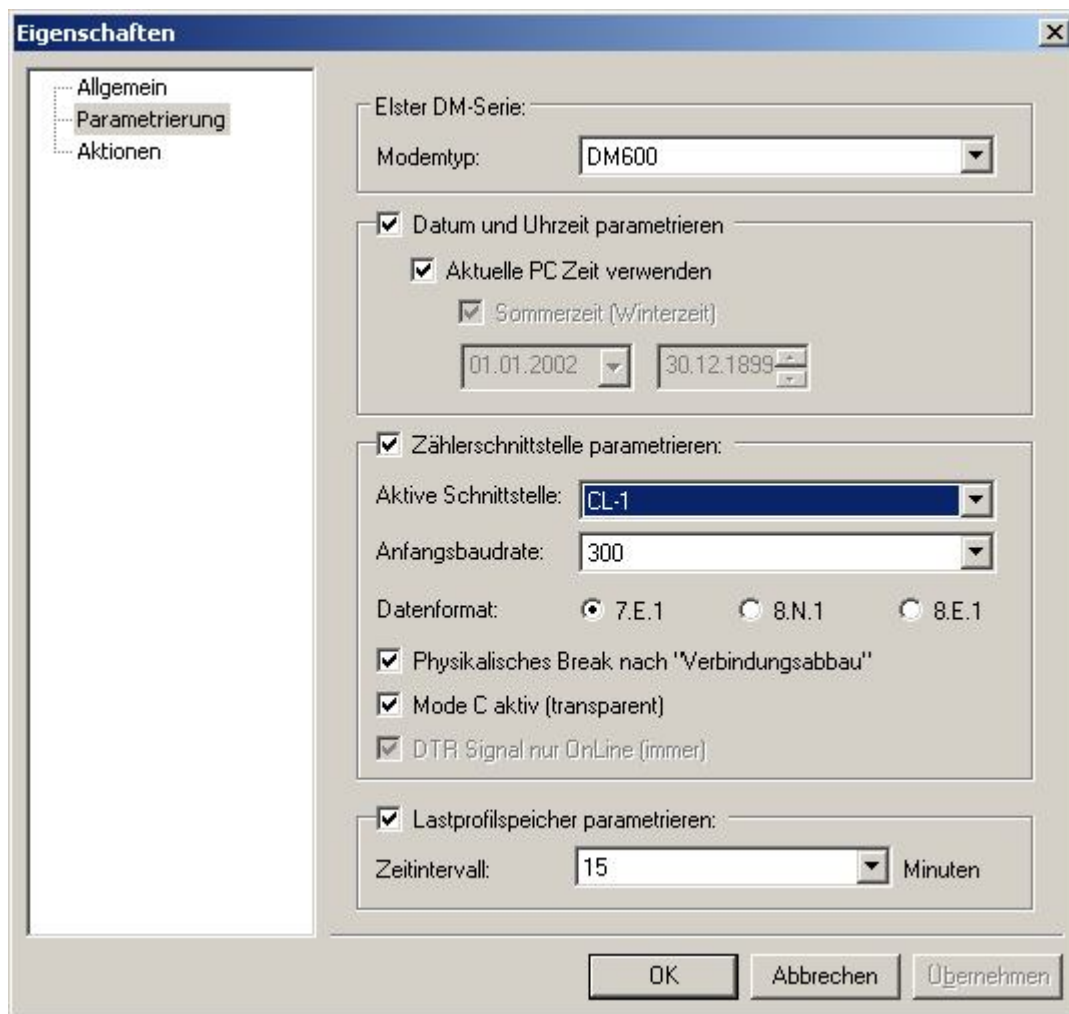 Eigenschaften
Allgemein
Parametrierung
Aktionen
Elster DM-Serie:
Modemtyp: DM600
Datum und Uhrzeit parametrieren
Aktuelle PC Zeit verwenden
Sommerzeit (Winterzeit)
01.01.2002 30.12.1899
Zählerschnittstelle parametrieren:
Aktive Schnittstelle: CL-1
Anfangsbaudrate: 300
Datenformat: 7.E.1 8.N.1 8.E.1
Physikalisches Break nach "Verbindungsabbau"
Mode C aktiv (transparent)
DTR Signal nur OnLine (immer)
Lastprofilspeicher parametrieren:
Zeitintervall: 15 Minuten
OK Abbrechen Übernehmen